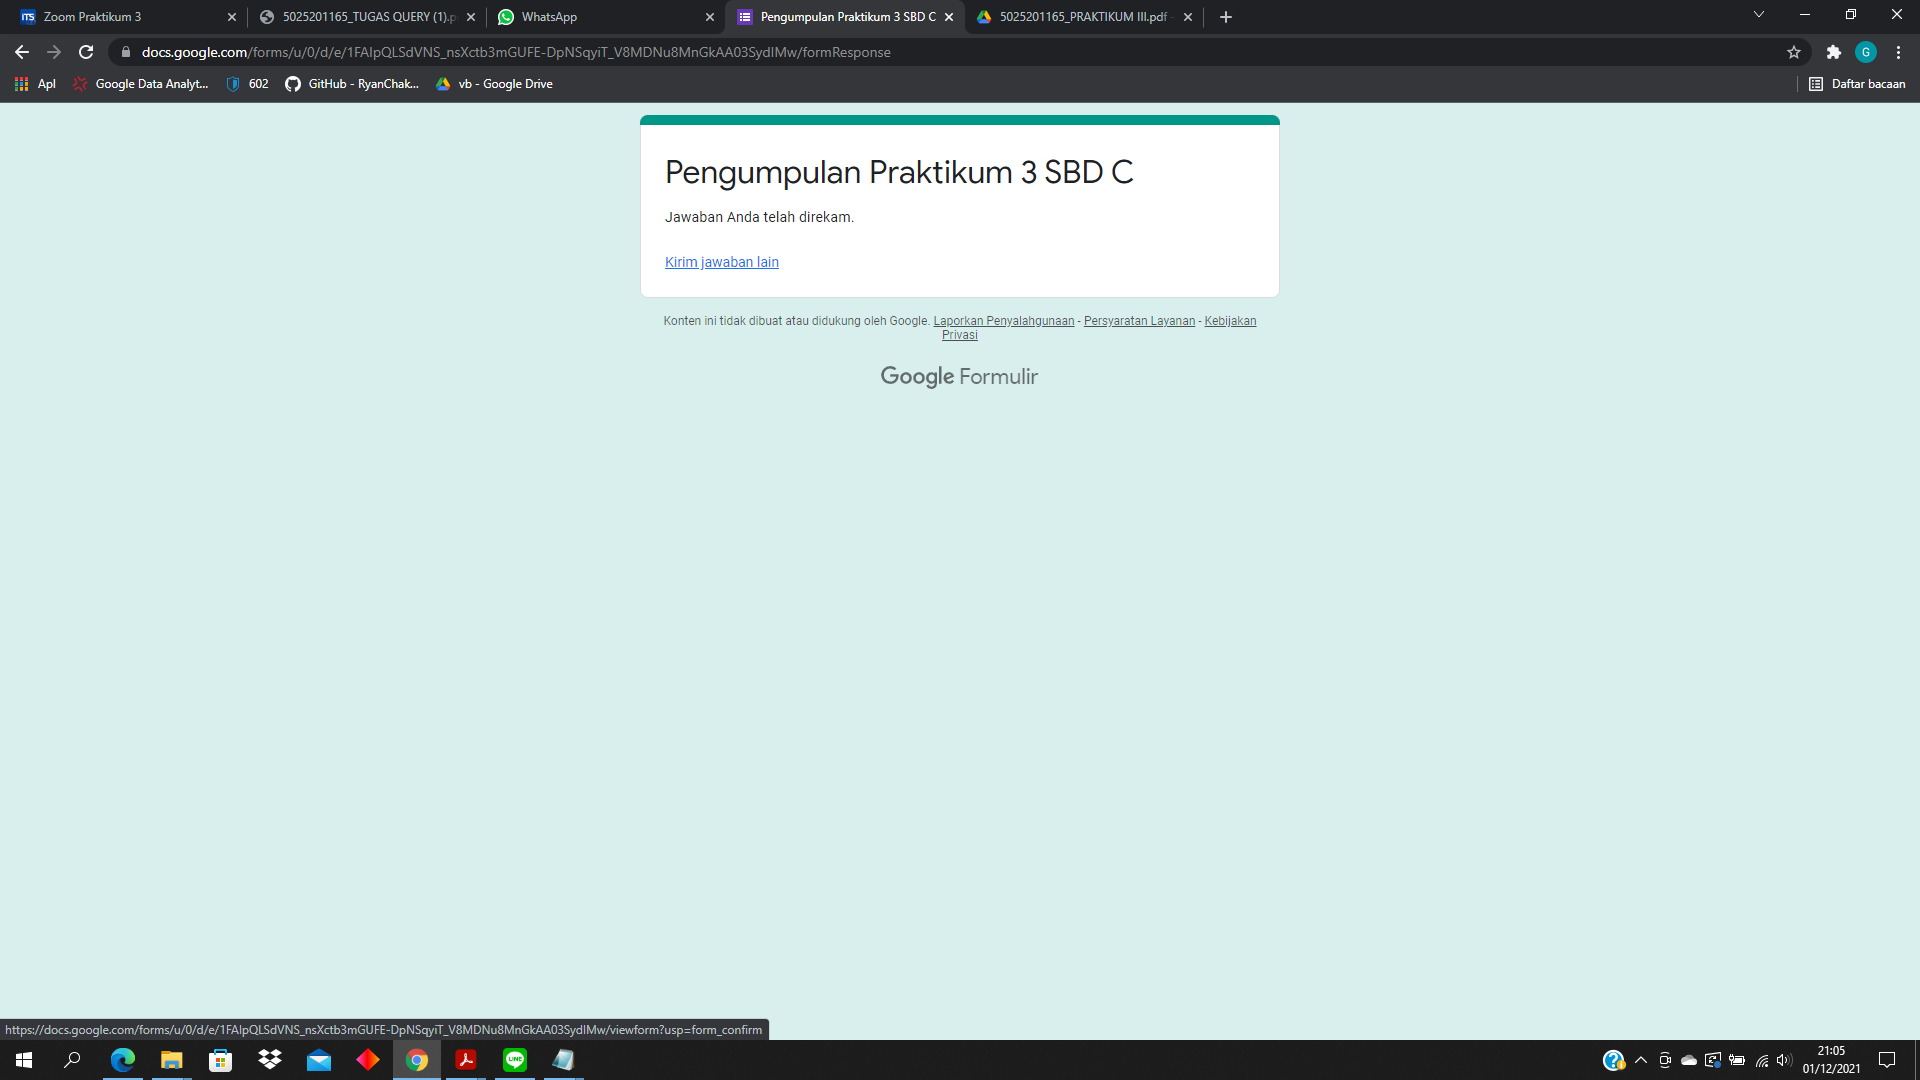 Zoom Praktikum 3
5025201165_TUGAS QUERY (1).p
WhatsApp
Pengumpulan Praktikum 3 SBD C
5025201165_PRAKTIKUM III.pdf -
docs.google.com/forms/u/0/d/e/1FAIpQLSdVNS_nsXctb3mGUFE-DpNSqyiT_V8MDNu8MnGkAA03SydIMw/formResponse
G
Apl
Google Data Analyt...
602
GitHub - RyanChak...
vb - Google Drive
Daftar bacaan
Pengumpulan Praktikum 3 SBD C
Jawaban Anda telah direkam.
Kirim jawaban lain
Konten ini tidak dibuat atau didukung oleh Google. Laporkan Penyalahgunaan - Persyaratan Layanan - Kebijakan
Privasi
Google Formulir
https://docs.google.com/forms/u/0/d/e/1FAIpQLSdVNS_nsXctb3mGUFE-DpNSqyiT_V8MDNu8MnGkAA03SydIMw/viewform?usp=form_confirm
LINE
21:05
01/12/2021